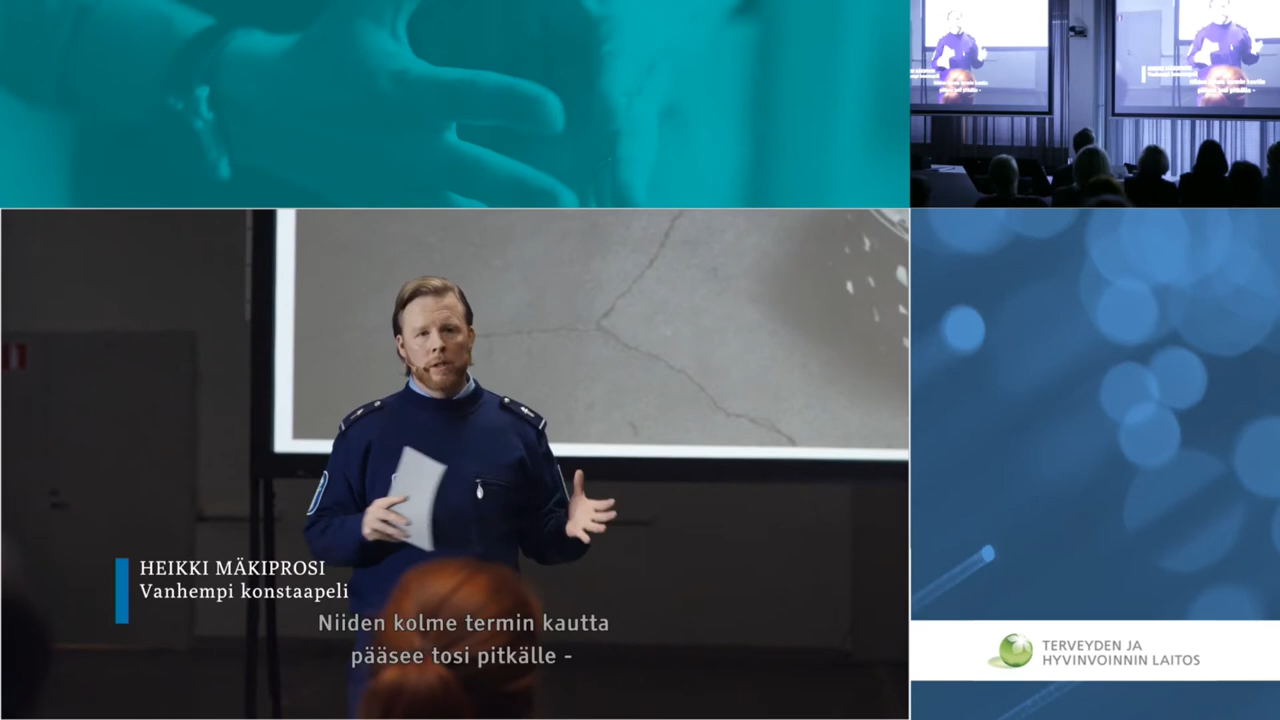 HEIKKI MÄKIPROSI
Vanhempi konstaapeli
Niiden kolme termin kautta
pääsee tosi pitkälle -
TERVEYDEN JA
HYVINVOINNIN LAITOS